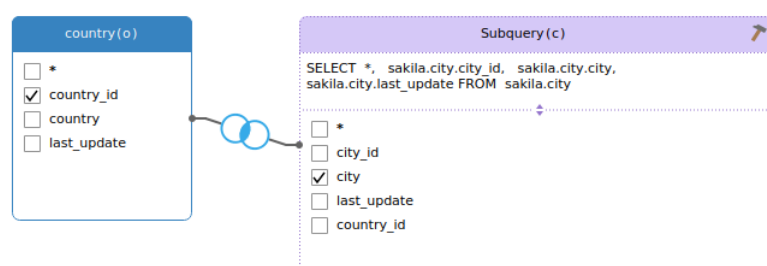 country(o)
*
country_id
country
last_update
Subquery(c)
SELECT *, sakila.city.city_id, sakila.city.city,
sakila.city.last_update FROM sakila.city
*
city_id
city
last_update
country_id